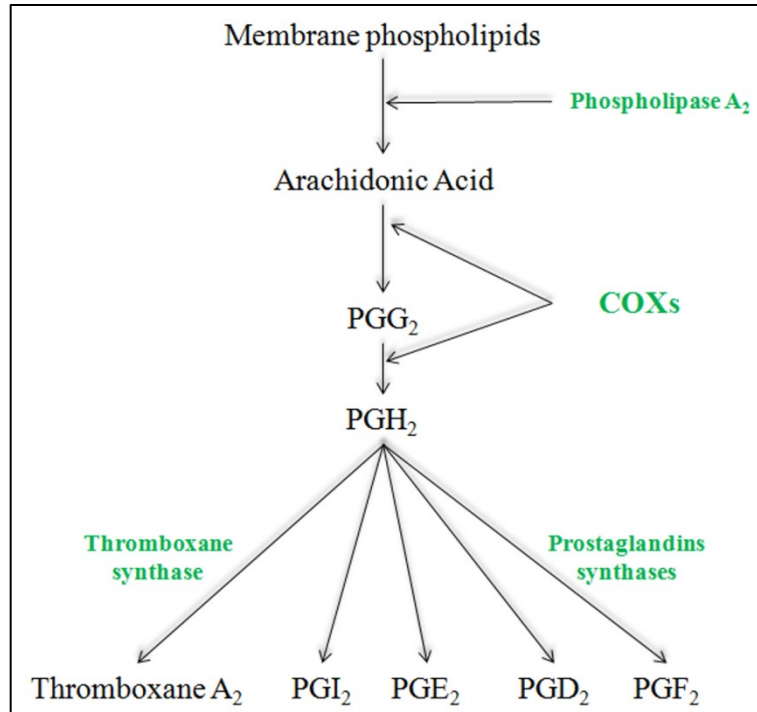 Membrane phospholipids
Phospholipase A₂
Arachidonic Acid
COXs
PGG₂
PGH₂
Thromboxane
synthase
Prostaglandins
synthases
Thromboxane A₂ PGI₂ PGE₂ PGD₂ PGF₂